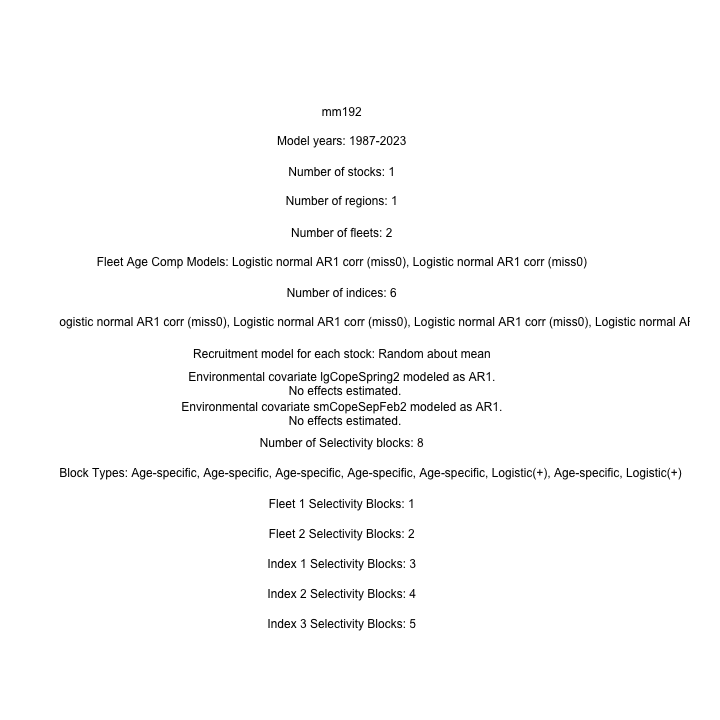 mm192
Model years: 1987-2023
Number of stocks: 1
Number of regions: 1
Number of fleets: 2
Fleet Age Comp Models: Logistic normal AR1 corr (miss0), Logistic normal AR1 corr (miss0)
Number of indices: 6
ogistic normal AR1 corr (miss0), Logistic normal AR1 corr (miss0), Logistic normal AR1 corr (miss0), Logistic normal
Recruitment model for each stock: Random about mean
Environmental covariate lgCopeSpring2 modeled as AR1.
No effects estimated.
Environmental covariate smCopeSepFeb2 modeled as AR1.
No effects estimated.
Number of Selectivity blocks: 8
Block Types: Age-specific, Age-specific, Age-specific, Age-specific, Age-specific, Logistic(+), Age-specific, Logistic(+)
Fleet 1 Selectivity Blocks: 1
Fleet 2 Selectivity Blocks: 2
Index 1 Selectivity Blocks: 3
Index 2 Selectivity Blocks: 4
Index 3 Selectivity Blocks: 5